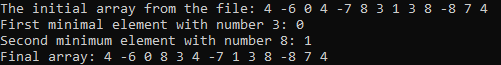 The initial array from the file: 4 -6 0 4 -7 8 3 1 3 8 -8 7 4
First minimal element with number 3: 0
Second minimum element with number 8: 1
Final array: 4 -6 0 8 3 4 -7 1 3 8 -8 7 4